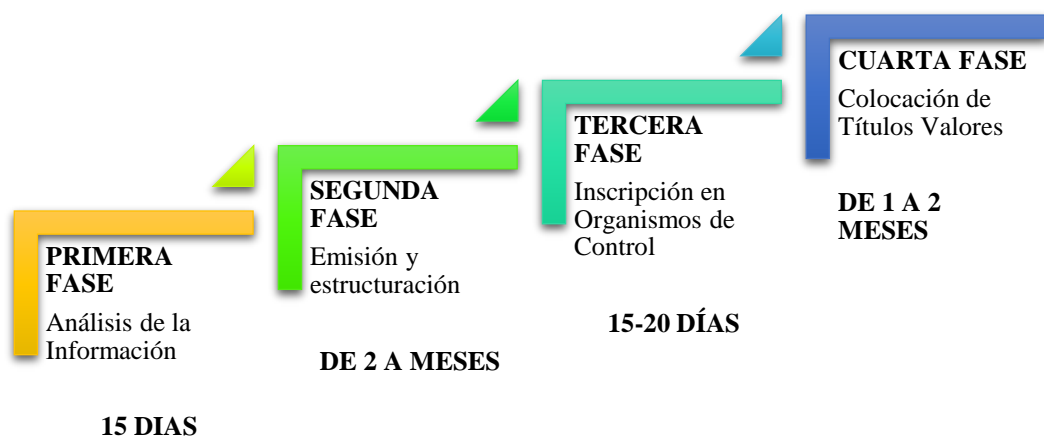 PRIMERA
FASE
Análisis de la
Información
15 DIAS
SEGUNDA
FASE
Emisión y
estructuración
DE 2 A MESES
TERCERA
FASE
Inscripción en
Organismos de
Control
15-20 DÍAS
CUARTA FASE
Colocación de
Títulos Valores
DE 1 A 2
MESES